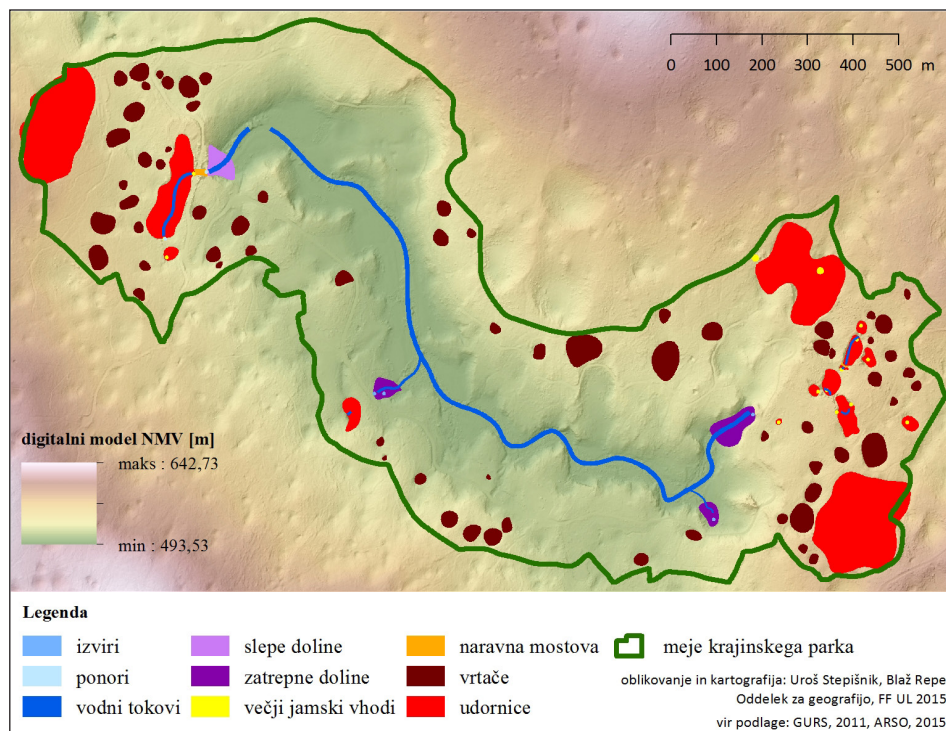 0 100 200 300 400 500 m
digitalni model NMV [m]
maks : 642,73
min : 493,53
Legenda
izviri
ponori
vodni tokovi
slepe doline
zatrepne doline
večji jamski vhodi
naravna mostova
vrtače
udornice
meje krajinskega parka
oblikovanje in kartografija: Uroš Stepišnik, Blaž Repe
Oddelek za geografijo, FF UL 2015
vir podlage: GURS, 2011, ARSO, 2015